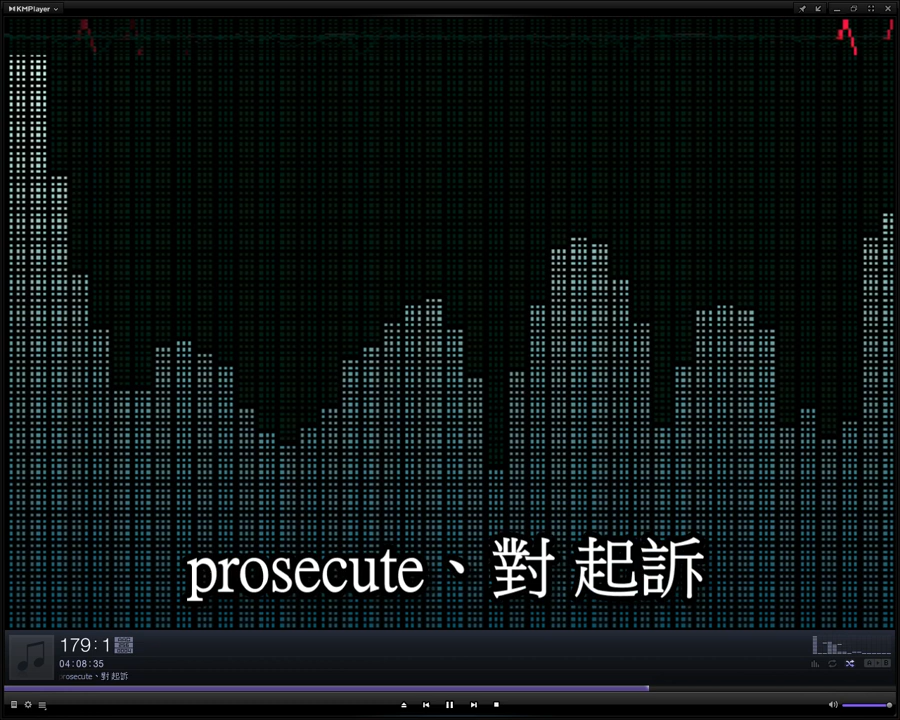 KMPlayer
prosecute、對 起訴
179:1
04:08:35
prosecute、對 起訴